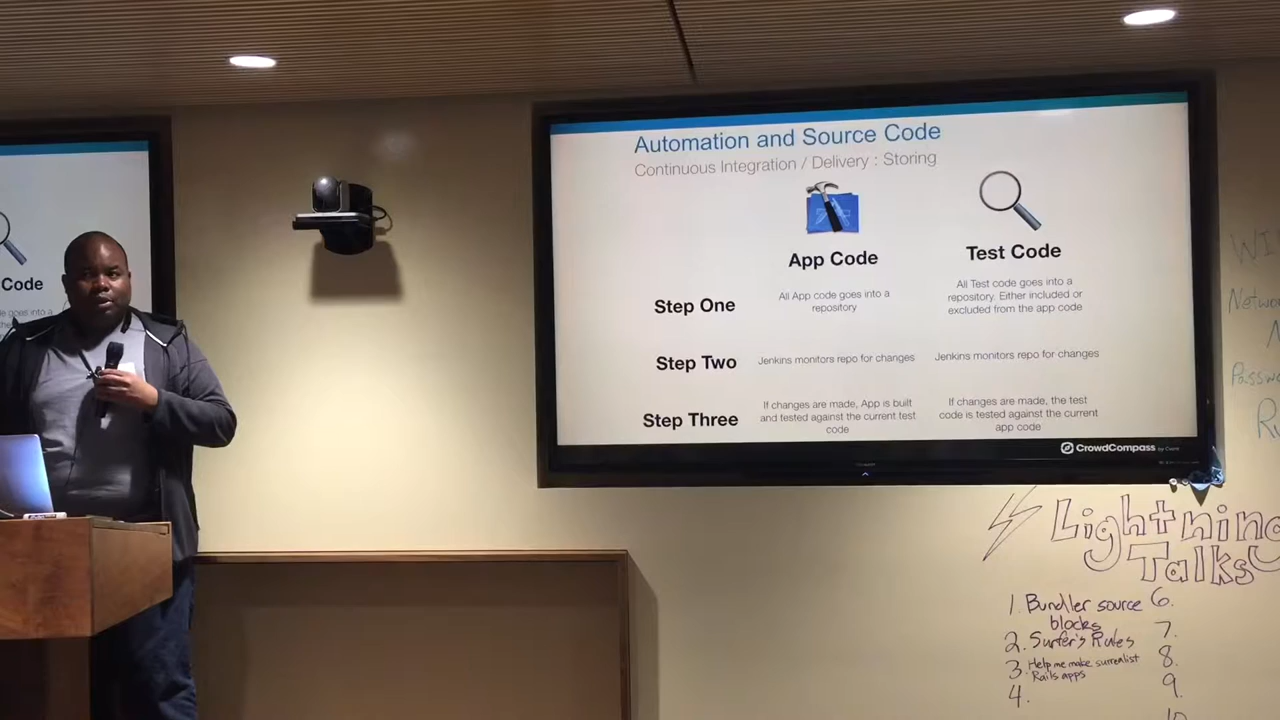 Code
Automation and Source Code
Continuous Integration / Delivery : Storing
App Code
Test Code
Step One
All App code goes into a
repository
All Test code goes into a
repository. Either included or
excluded from the app code
Step Two
Jenkins monitors repo for changes
Jenkins monitors repo for changes
Step Three
If changes are made, App is built
and tested against the current test
code
If changes are made, the test
code is tested against the current
app code
CrowdCompass by Cvent
Lightning
Talks
1. Bundler source
blocks
2. Surfer's Rules
3. Help me make surrealist
Rails apps
4.
6.
7.
8.
9.
10